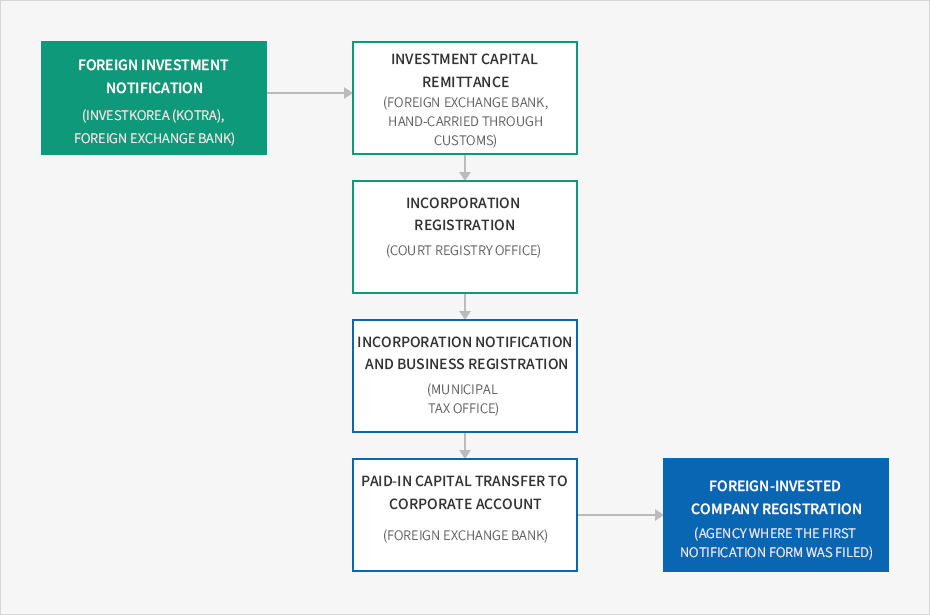 FOREIGN INVESTMENT
NOTIFICATION
(INVESTKOREA (KOTRA),
FOREIGN EXCHANGE BANK)
INVESTMENT CAPITAL
REMITTANCE
(FOREIGN EXCHANGE BANK,
HAND-CARRIED THROUGH
CUSTOMS)
INCORPORATION
REGISTRATION
(COURT REGISTRY OFFICE)
INCORPORATION NOTIFICATION
AND BUSINESS REGISTRATION
(MUNICIPAL
TAX OFFICE)
PAID-IN CAPITAL TRANSFER TO
CORPORATE ACCOUNT
(FOREIGN EXCHANGE BANK)
FOREIGN-INVESTED
COMPANY REGISTRATION
(AGENCY WHERE THE FIRST
NOTIFICATION FORM WAS FILED)